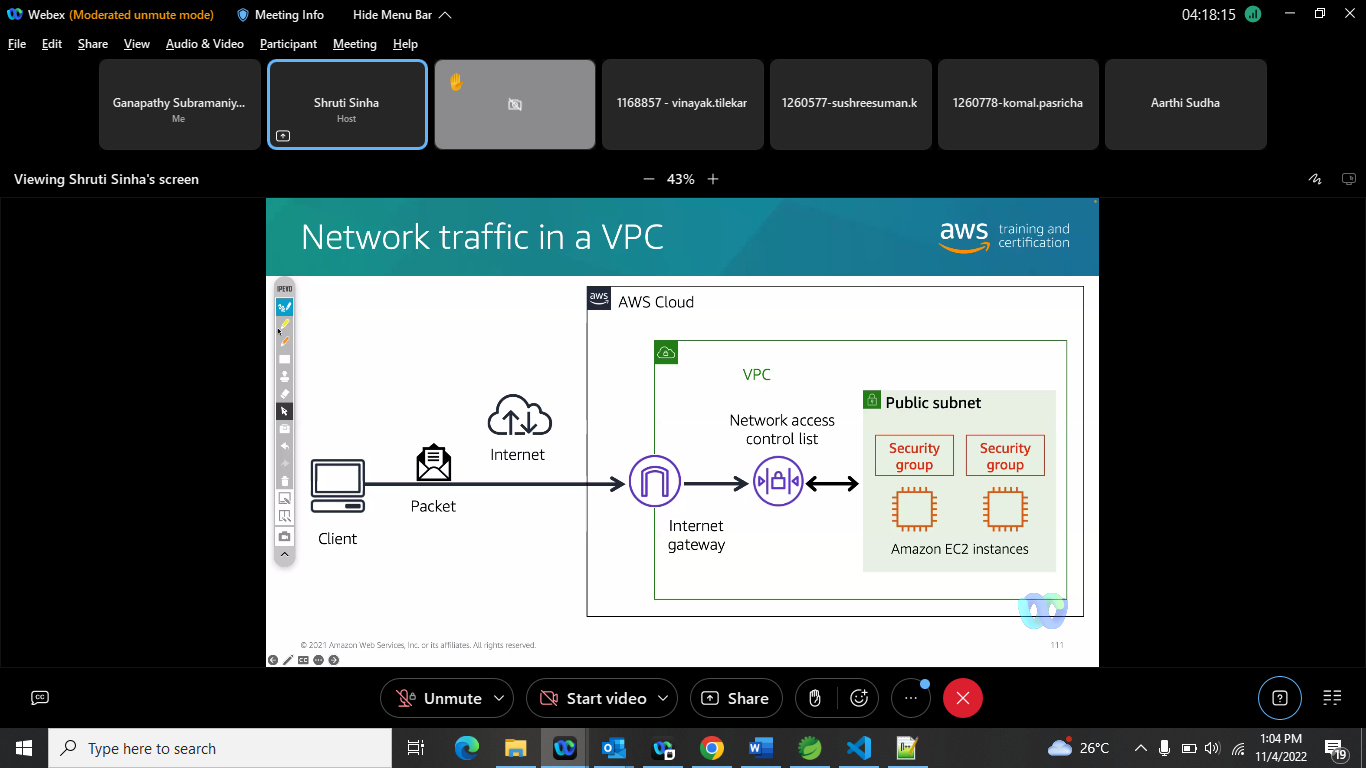 Webex (Moderated unmute mode) Meeting Info Hide Menu Bar 04:18:15
File Edit Share View Audio & Video Participant Meeting Help
Ganapathy Subramaniy...
Me
Shruti Sinha
Host
1168857 - vinayak.tilekar
1260577-sushreesuman.k
1260778-komal.pasricha
Aarthi Sudha
Viewing Shruti Sinha's screen
43%
Network traffic in a VPC
aws training and
certification
IPEVO
aws AWS Cloud
VPC
Public subnet
Network access
control list
Security
group
Security
group
Internet
Packet
Client
Internet
gateway
Amazon EC2 instances
© 2021 Amazon Web Services, Inc. or its affiliates. All rights reserved.
111
CC
CC
Unmute
Start video
Share
Type here to search
26°C
1:04 PM
11/4/2022
19